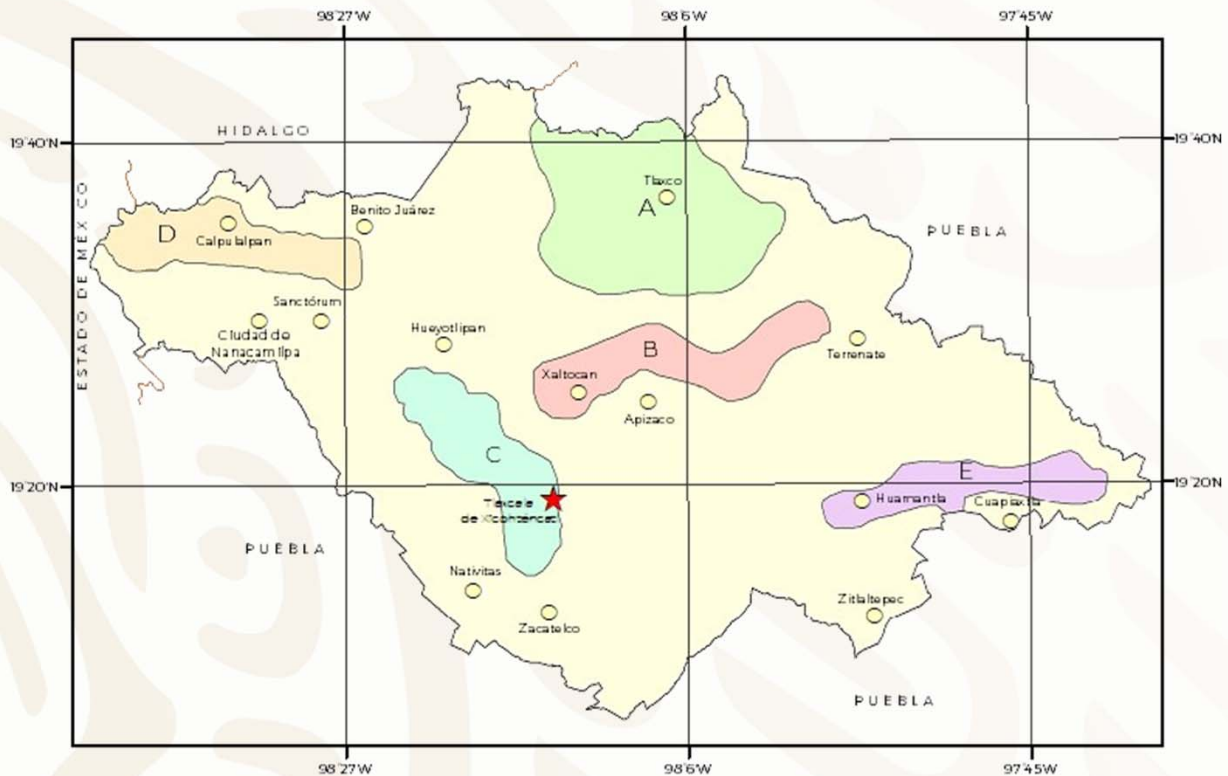 98°27'W
98°6'W
97°45'W
19°40'N
HIDALGO
19°40'N
Tlaxco
A
Benito Juárez
D
Calpulalpan
PUEBLA
ESTADO DE MÉXICO
Sanctórum
Ciudad de
Nanacamilpa
Hueyotlipan
B
Terrenate
Xaltocan
Apizaco
C
E
19°20'N
19°20'N
Huamantla
Cuapiaxtla
Tlaxcala
de Xicohténcatl
PUEBLA
Nativitas
Zitlaltepec
Zacatelco
PUEBLA
98°27'W
98°6'W
97°45'W